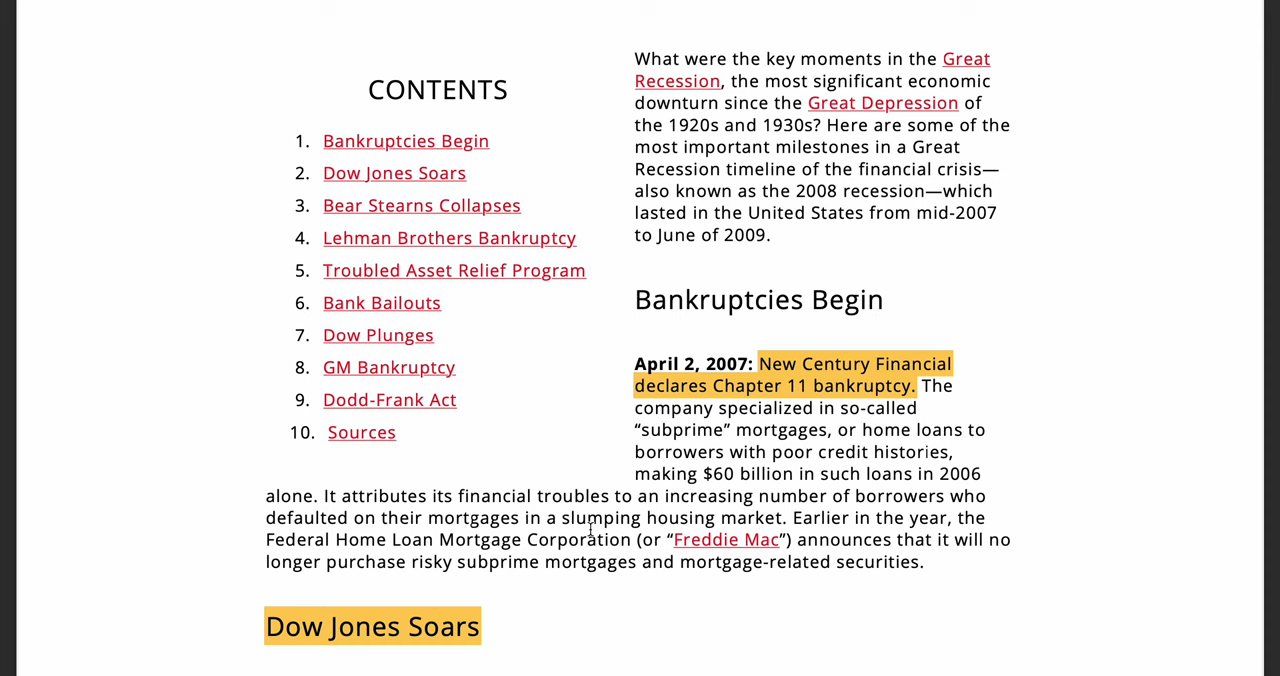 CONTENTS
1. Bankruptcies Begin
2. Dow Jones Soars
3. Bear Stearns Collapses
4. Lehman Brothers Bankruptcy
5. Troubled Asset Relief Program
6. Bank Bailouts
7. Dow Plunges
8. GM Bankruptcy
9. Dodd-Frank Act
10. Sources
What were the key moments in the Great
Recession, the most significant economic
downturn since the Great Depression of
the 1920s and 1930s? Here are some of the
most important milestones in a Great
Recession timeline of the financial crisis—
also known as the 2008 recession—which
lasted in the United States from mid-2007
to June of 2009.
Bankruptcies Begin
April 2, 2007: New Century Financial
declares Chapter 11 bankruptcy. The
company specialized in so-called
“subprime” mortgages, or home loans to
borrowers with poor credit histories,
making $60 billion in such loans in 2006
alone. It attributes its financial troubles to an increasing number of borrowers who
defaulted on their mortgages in a slumping housing market. Earlier in the year, the
Federal Home Loan Mortgage Corporation (or “Freddie Mac”) announces that it will no
longer purchase risky subprime mortgages and mortgage-related securities.
Dow Jones Soars